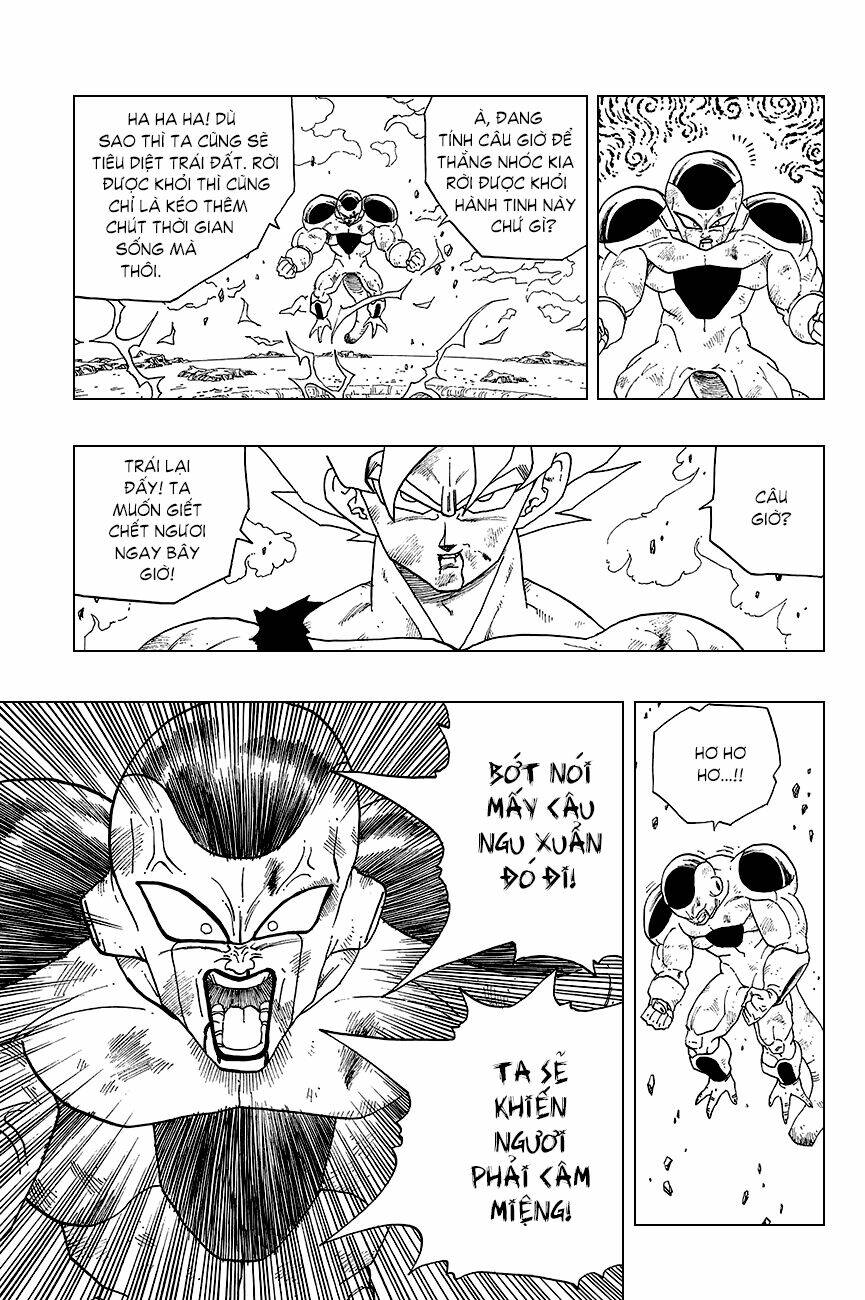 À, ĐANG
TÍNH CÂU GIỜ ĐỂ
THẰNG NHÓC KIA
RỜI ĐƯỢC KHỎI
HÀNH TINH NÀY
CHỨ GÌ?
HA HA HA! DÙ
SAO THÌ TA CŨNG SẼ
TIÊU DIỆT TRÁI ĐẤT. RỜI
ĐƯỢC KHỎI THÌ CŨNG
CHỈ LÀ KÉO THÊM
CHÚT THỜI GIAN
SỐNG MÀ
THÔI.
CÂU
GIỜ?
TRÁI LẠI
ĐẤY! TA
MUỐN GIẾT
CHẾT NGƯƠI
NGAY BÂY
GIỜ!
HƠ HƠ
HƠ...!!
BỚT NÓI
MẤY CÂU
NGU XUẨN
ĐÓ ĐI!
TA SẼ
KHIẾN
NGƯƠI
PHẢI CÂM
MIỆNG!